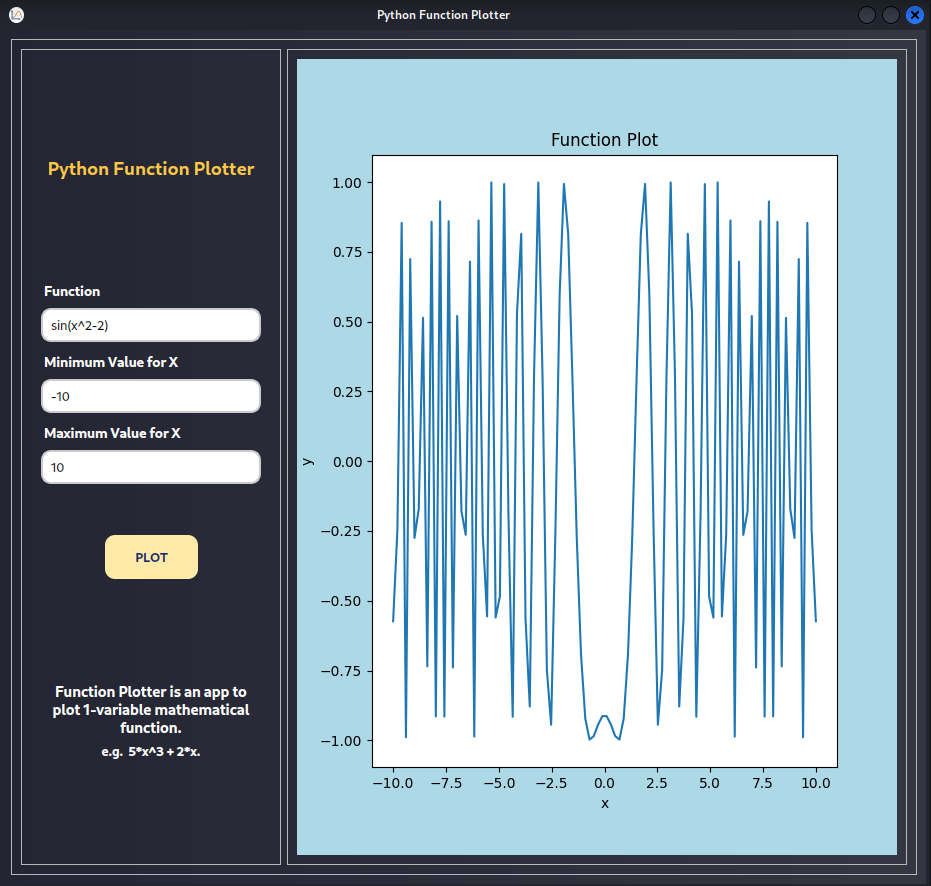 Python Function Plotter
Python Function Plotter
Function
sin(x^2-2)
Minimum Value for X
-10
Maximum Value for X
10
PLOT
Function Plotter is an app to
plot 1-variable mathematical
function.
e.g. 5*x^3 + 2*x.
Function Plot
1.00
0.75
0.50
0.25
0.00
−0.25
−0.50
−0.75
−1.00
y
−10.0 −7.5 −5.0 −2.5 0.0 2.5 5.0 7.5 10.0
x